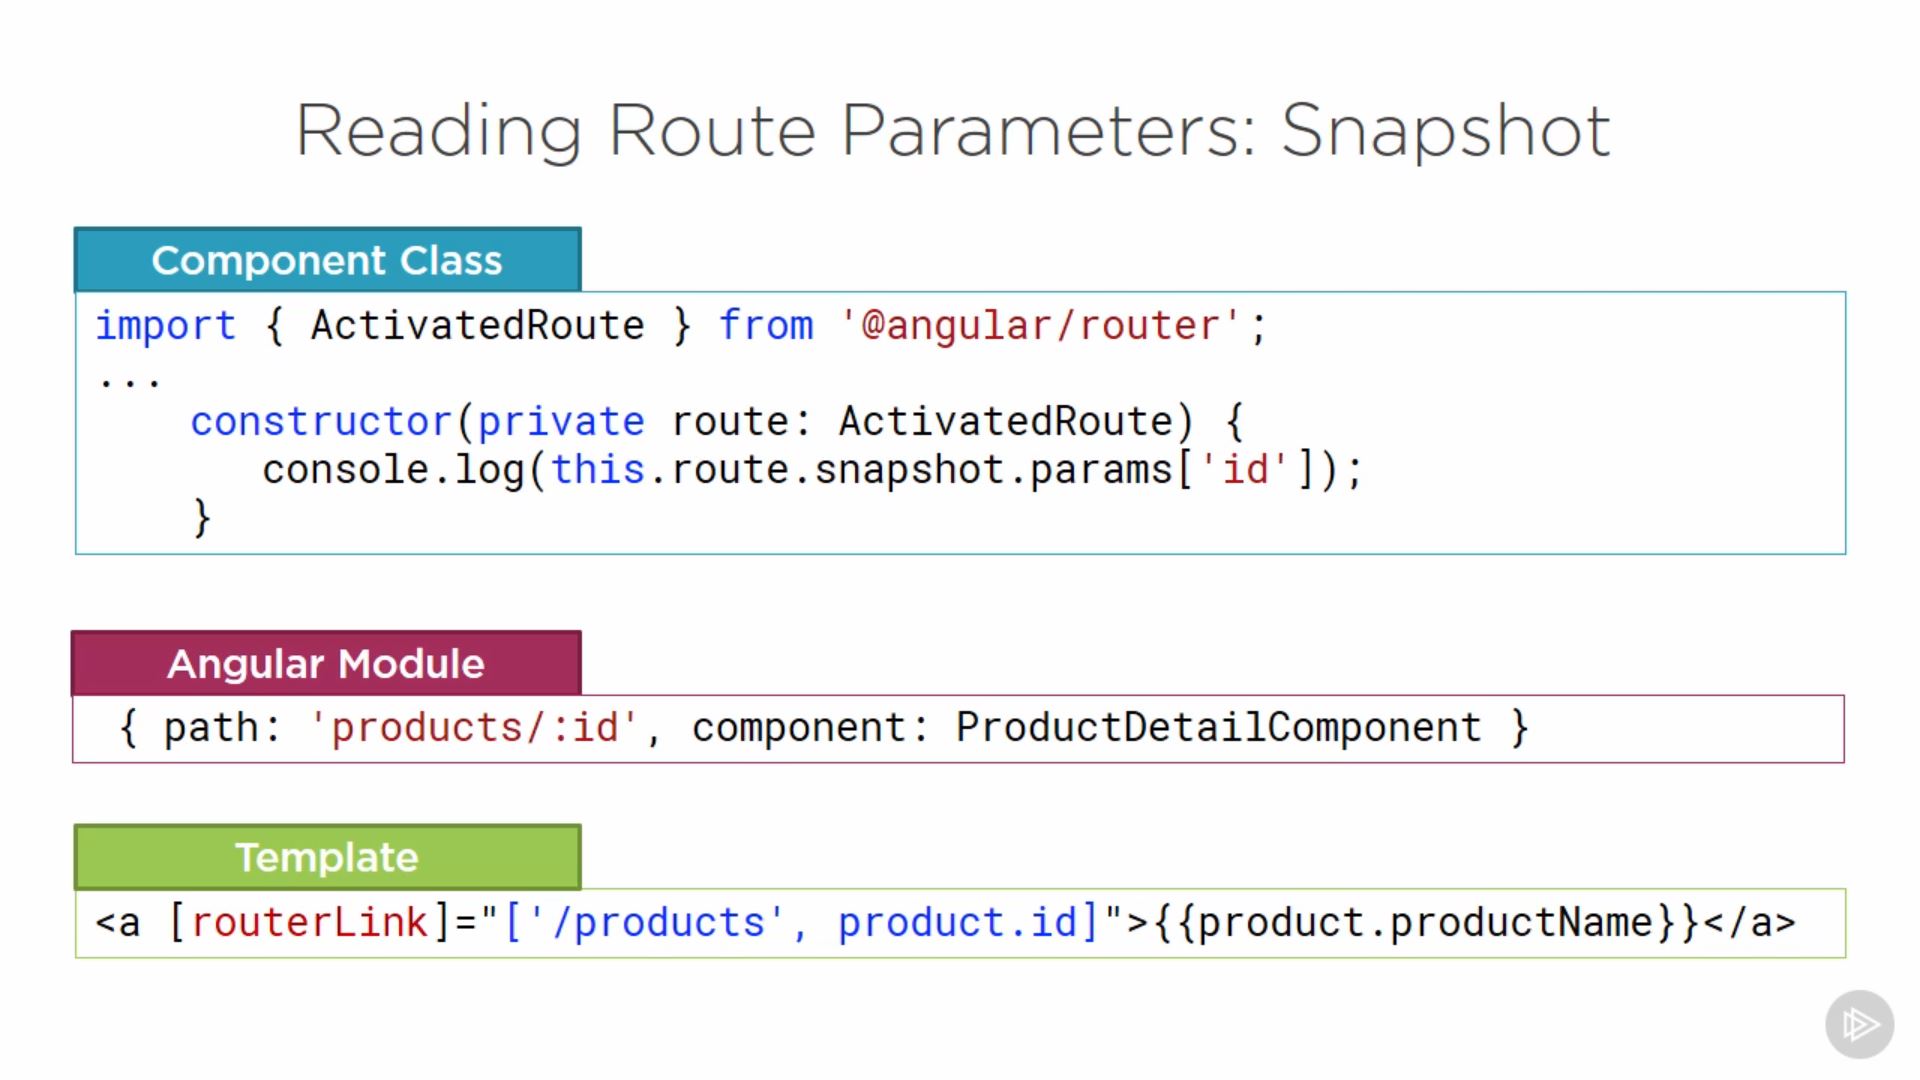 Reading Route Parameters: Snapshot
Component Class
import { ActivatedRoute } from '@angular/router';
...
    constructor(private route: ActivatedRoute) {
       console.log(this.route.snapshot.params['id']);
    }
Angular Module
{ path: 'products/:id', component: ProductDetailComponent }
Template
<a [routerLink]="['/products', product.id]">{{product.productName}}</a>